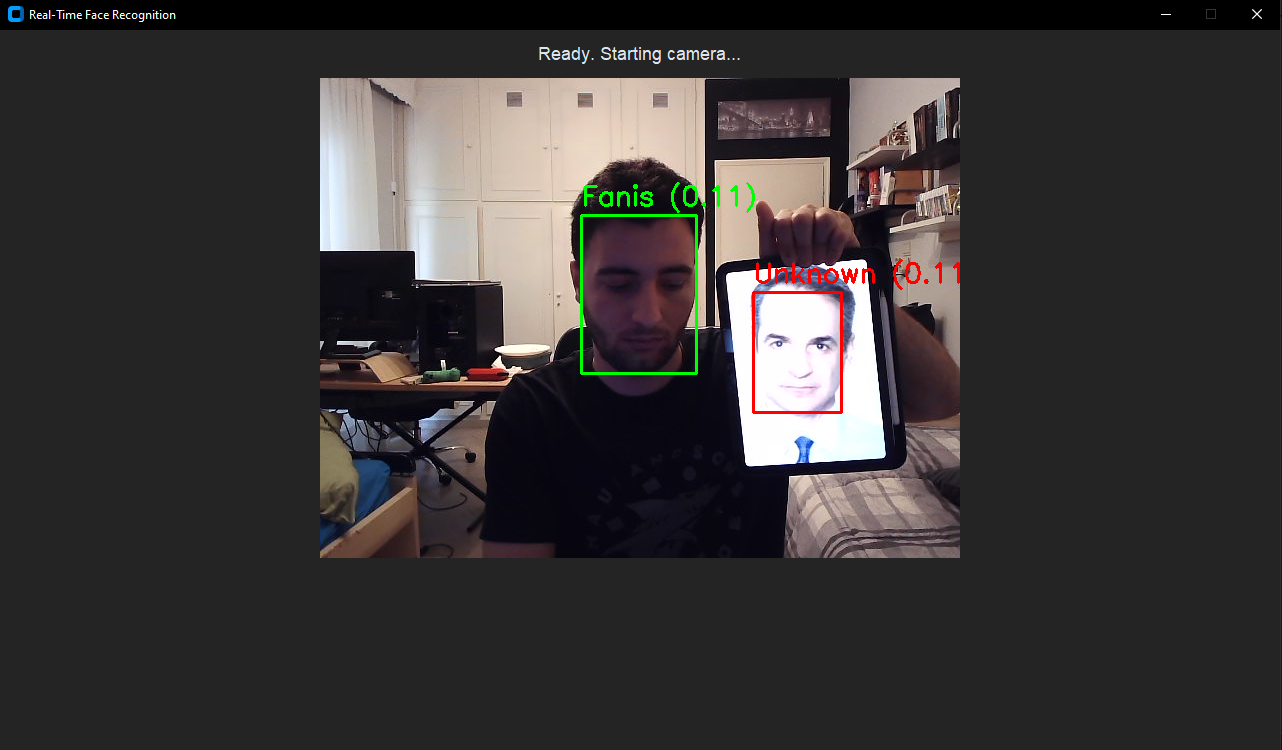 Real-Time Face Recognition
Ready. Starting camera...
Fanis (0.11)
Unknown (0.11